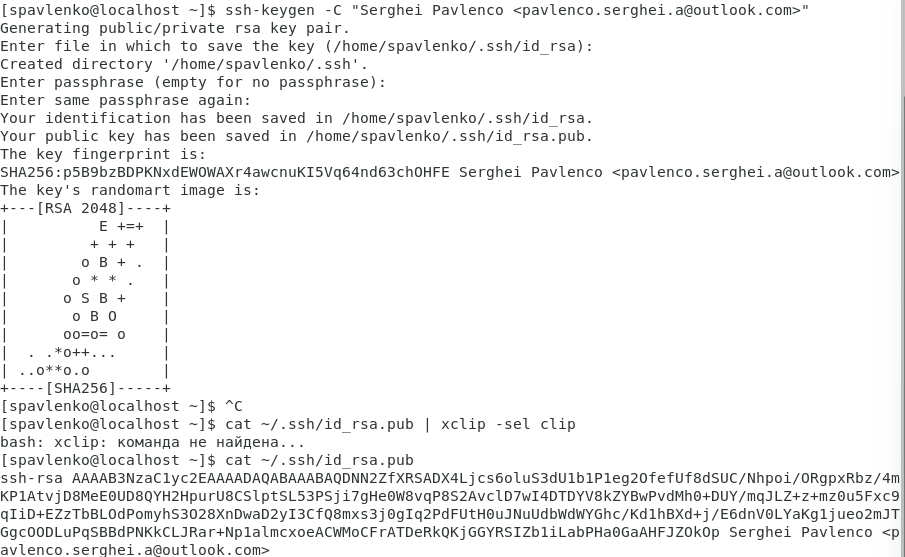 [spavlenko@localhost ~]$ ssh-keygen -C "Serghei Pavlenco <pavlenco.serghei.a@outlook.com>"
Generating public/private rsa key pair.
Enter file in which to save the key (/home/spavlenko/.ssh/id_rsa):
Created directory '/home/spavlenko/.ssh'.
Enter passphrase (empty for no passphrase):
Enter same passphrase again:
Your identification has been saved in /home/spavlenko/.ssh/id_rsa.
Your public key has been saved in /home/spavlenko/.ssh/id_rsa.pub.
The key fingerprint is:
SHA256:p5B9bzBDPKNxdEWOWAXr4awcnuKI5Vq64nd63chOHFE Serghei Pavlenco <pavlenco.serghei.a@outlook.com>
The key's randomart image is:
+---[RSA 2048]----+
|          E +=+  |
|         + + +   |
|        o B + .  |
|       o * * .   |
|      o S B +    |
|       o B O     |
|      oo=o= o    |
|  . .*o++...     |
| ..o**o.o        |
+----[SHA256]-----+
[spavlenko@localhost ~]$ ^C
[spavlenko@localhost ~]$ cat ~/.ssh/id_rsa.pub | xclip -sel clip
bash: xclip: команда не найдена...
[spavlenko@localhost ~]$ cat ~/.ssh/id_rsa.pub
ssh-rsa AAAAB3NzaC1yc2EAAAADAQABAAABAQDNN2ZfXRSADX4Ljcs6oluS3dU1b1P1eg2OfefUf8dSUC/Nhpoi/ORgpxRbz/4m
KP1AtvjD8MeE0UD8QYH2HpurU8CSlptSL53PSji7gHe0W8vqP8S2AvclD7wI4DTDYV8kZYBwPvdMh0+DUY/mqJLZ+z+mz0u5Fxc9
qIiD+EZzTbBLOdPomyhS3O28XnDwaD2yI3CfQ8mxs3j0gIq2PdFUtH0uJNuUdbWdWYGhc/Kd1hBXd+j/E6dnV0LYaKg1jueo2mJT
GgcOODLuPqSBBdPNKkCLJRar+Np1almcxoeACWMoCFrATDeRkQKjGGYRSIZb1iLabPHa0GaAHFJZOkOp Serghei Pavlenco <p
avlenco.serghei.a@outlook.com>